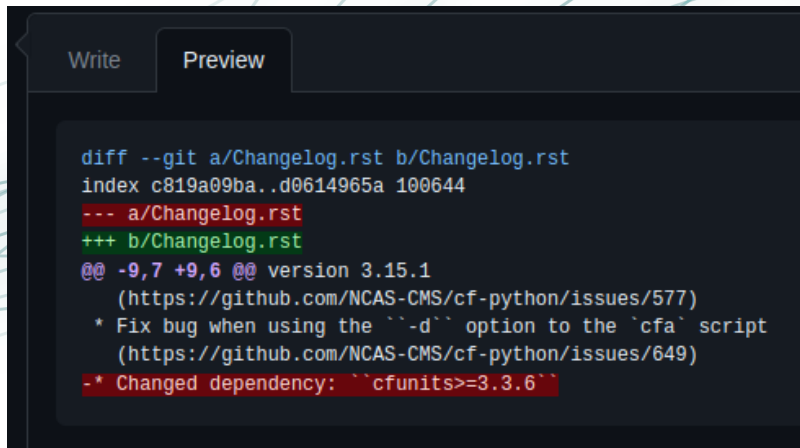 Write Preview
diff --git a/Changelog.rst b/Changelog.rst
index c819a09ba..d0614965a 100644
--- a/Changelog.rst
+++ b/Changelog.rst
@@ -9,7 +9,6 @@ version 3.15.1
   (https://github.com/NCAS-CMS/cf-python/issues/577)
 * Fix bug when using the ``-d`` option to the `cfa` script
   (https://github.com/NCAS-CMS/cf-python/issues/649)
-* Changed dependency: ``cfunits>=3.3.6``